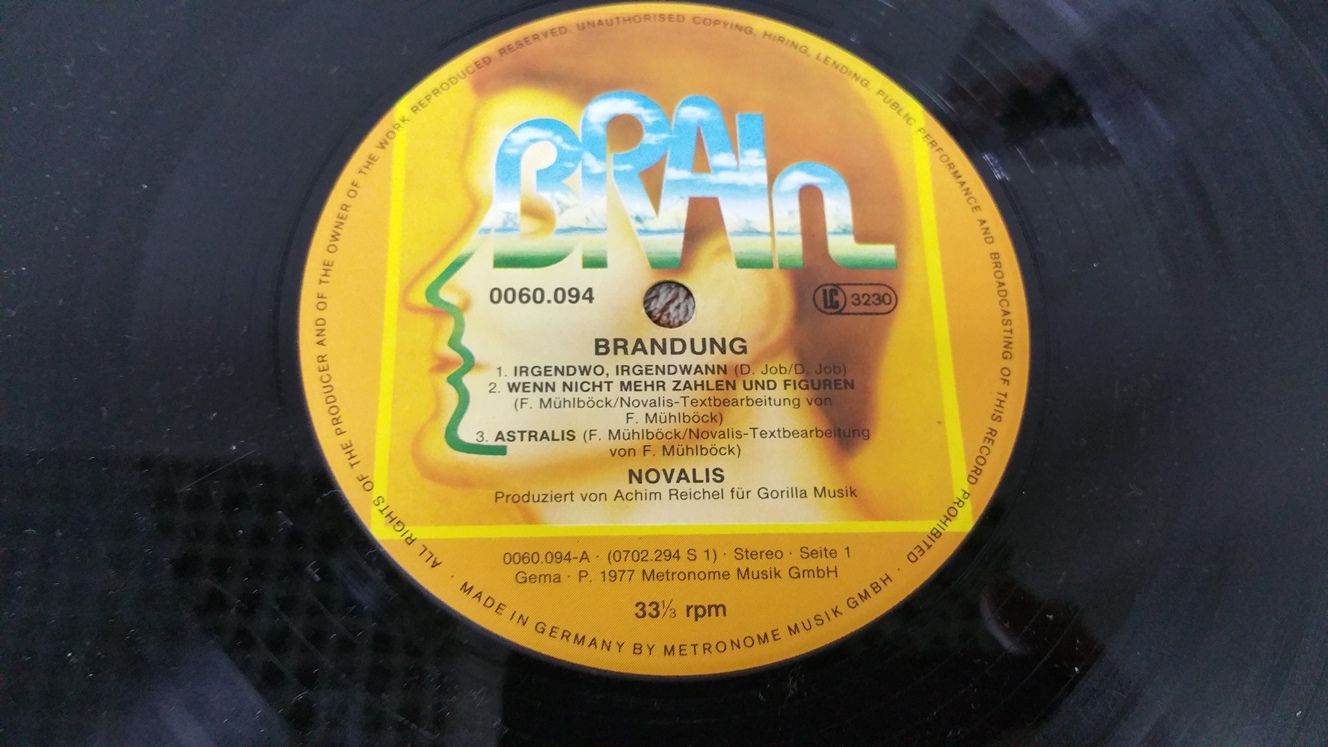 BRAIN
0060.094
LC 3230
BRANDUNG
1. IRGENDWO, IRGENDWANN (D. Job/D. Job)
2. WENN NICHT MEHR ZAHLEN UND FIGUREN
(F. Mühlböck/Novalis-Textbearbeitung von
F. Mühlböck)
3. ASTRALIS (F. Mühlböck/Novalis-Textbearbeitung
von F. Mühlböck)
NOVALIS
Produziert von Achim Reichel für Gorilla Musik
0060.094-A · (0702.294 S 1) · Stereo · Seite 1
Gema · P. 1977 Metronome Musik GmbH
33⅓ rpm
ALL RIGHTS OF THE PRODUCER AND OF THE OWNER OF THE WORK REPRODUCED RESERVED. UNAUTHORISED COPYING, HIRING, LENDING, PUBLIC PERFORMANCE AND BROADCASTING OF THIS RECORD PROHIBITED ·
MADE IN GERMANY BY METRONOME MUSIK GMBH ·